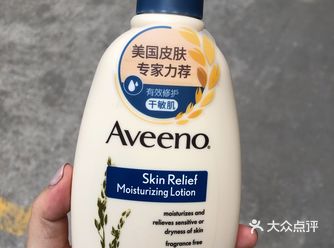 美国皮肤
专家力荐
有效修护
干敏肌
Aveeno.
Skin Relief
Moisturizing Lotion
moisturizes and
relieves sensitive or
dryness of skin
fragrance free
大众点评